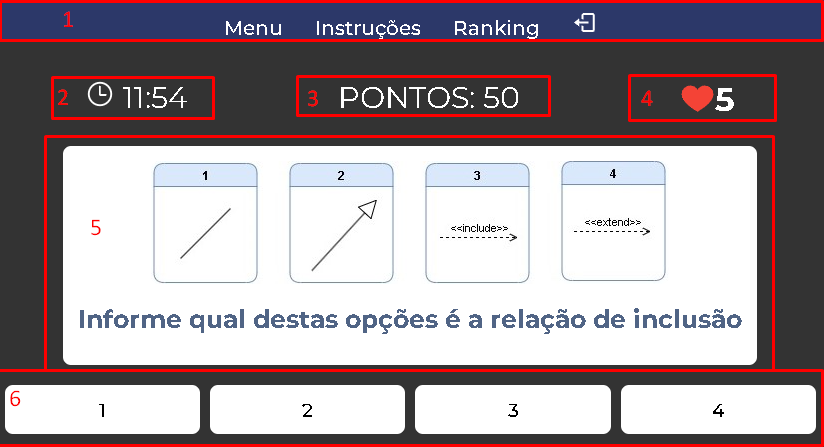 1 Menu Instruções Ranking
2 11:54 3 PONTOS: 50 4 5
1 2 3 4
<<include>> <<extend>>
5
Informe qual destas opções é a relação de inclusão
6
1 2 3 4